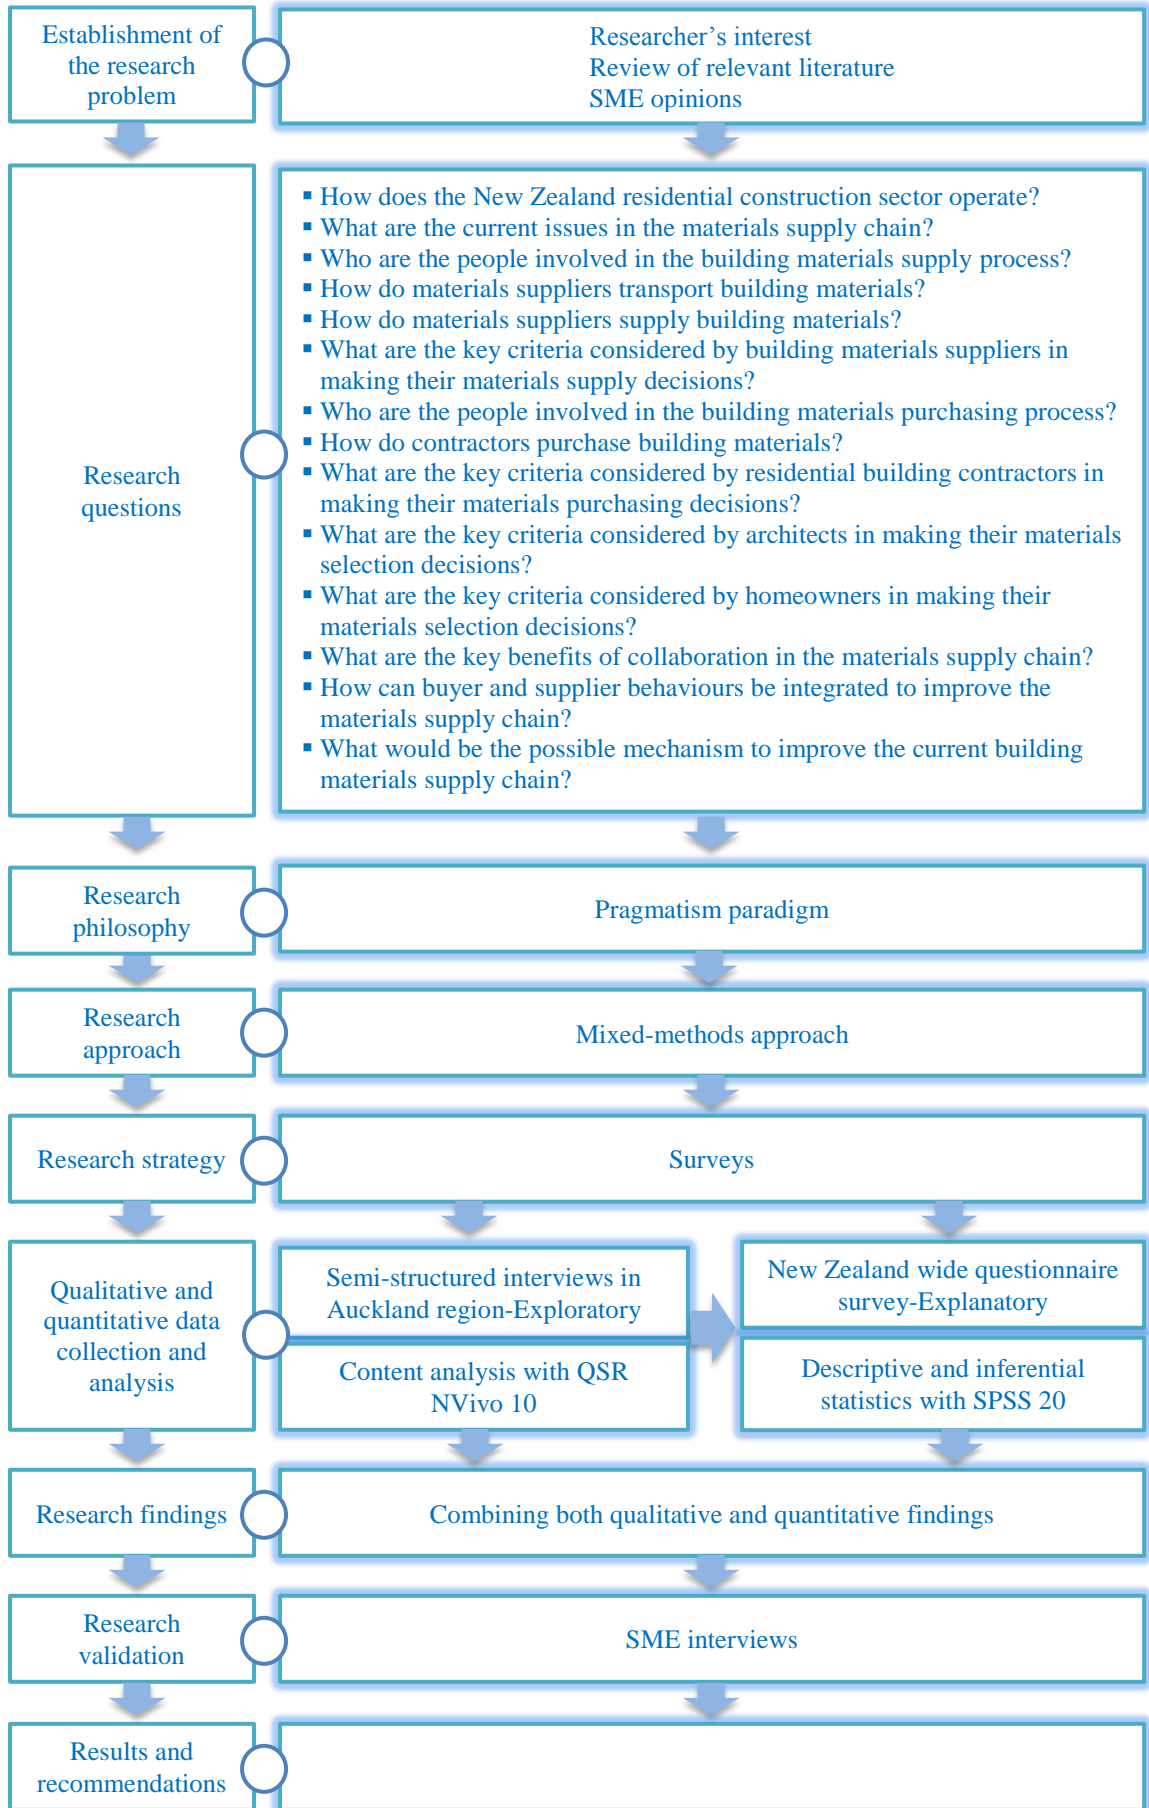 Establishment of
the research
problem
Researcher's interest
Review of relevant literature
SME opinions
Research
questions
▪ How does the New Zealand residential construction sector operate?
▪ What are the current issues in the materials supply chain?
▪ Who are the people involved in the building materials supply process?
▪ How do materials suppliers transport building materials?
▪ How do materials suppliers supply building materials?
▪ What are the key criteria considered by building materials suppliers in
making their materials supply decisions?
▪ Who are the people involved in the building materials purchasing process?
▪ How do contractors purchase building materials?
▪ What are the key criteria considered by residential building contractors in
making their materials purchasing decisions?
▪ What are the key criteria considered by architects in making their materials
selection decisions?
▪ What are the key criteria considered by homeowners in making their
materials selection decisions?
▪ What are the key benefits of collaboration in the materials supply chain?
▪ How can buyer and supplier behaviours be integrated to improve the
materials supply chain?
▪ What would be the possible mechanism to improve the current building
materials supply chain?
Research
philosophy
Pragmatism paradigm
Research
approach
Mixed-methods approach
Research strategy
Surveys
Qualitative and
quantitative data
collection and
analysis
Semi-structured interviews in
Auckland region-Exploratory
Content analysis with QSR
NVivo 10
New Zealand wide questionnaire
survey-Explanatory
Descriptive and inferential
statistics with SPSS 20
Research findings
Combining both qualitative and quantitative findings
Research
validation
SME interviews
Results and
recommendations